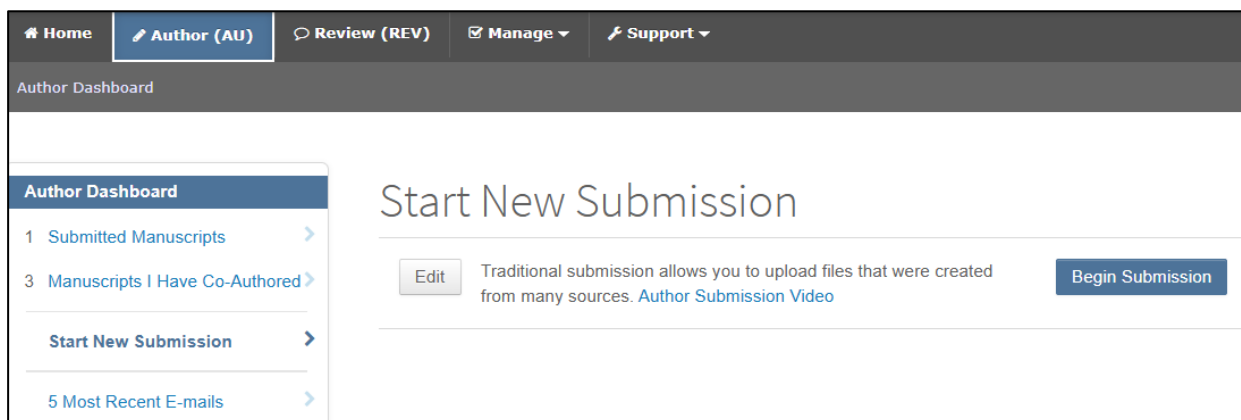 Home Author (AU) Review (REV) Manage Support
Author Dashboard
Author Dashboard
1 Submitted Manuscripts
3 Manuscripts I Have Co-Authored
Start New Submission
5 Most Recent E-mails
Start New Submission
Edit
Traditional submission allows you to upload files that were created
from many sources. Author Submission Video
Begin Submission